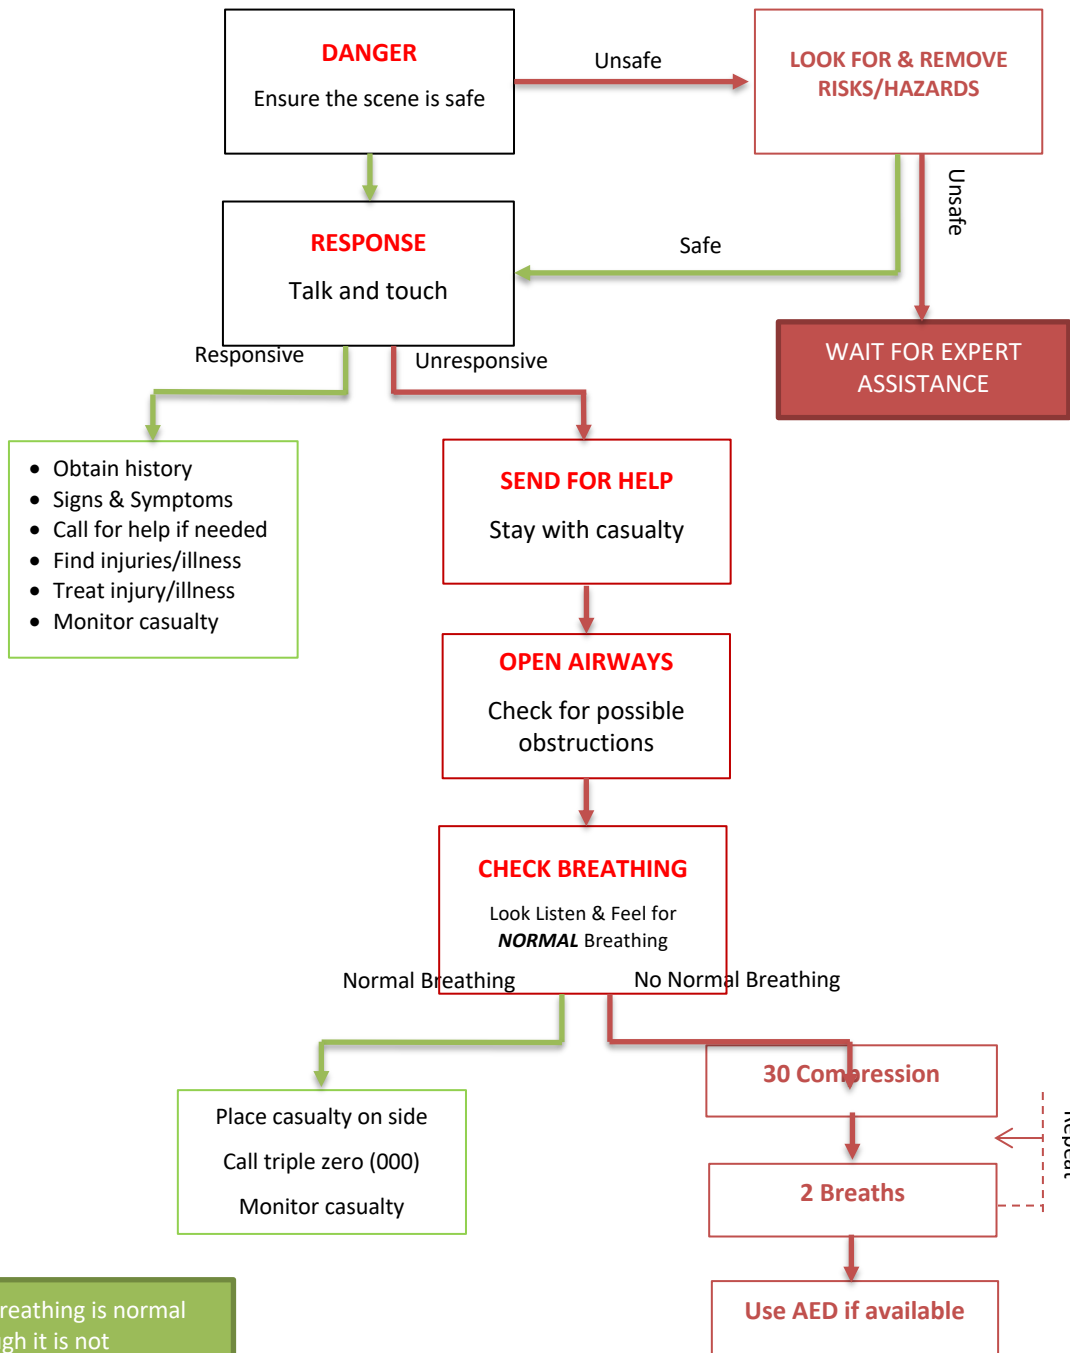 DANGER
Ensure the scene is safe
Unsafe
LOOK FOR & REMOVE
RISKS/HAZARDS
Unsafe
RESPONSE
Talk and touch
Safe
Responsive
Unresponsive
WAIT FOR EXPERT
ASSISTANCE
• Obtain history
• Signs & Symptoms
• Call for help if needed
• Find injuries/illness
• Treat injury/illness
• Monitor casualty
SEND FOR HELP
Stay with casualty
OPEN AIRWAYS
Check for possible
obstructions
CHECK BREATHING
Look Listen & Feel for
NORMAL Breathing
Normal Breathing
No Normal Breathing
Place casualty on side
Call triple zero (000)
Monitor casualty
30 Compression
Repeat
2 Breaths
Use AED if available
breathing is normal
it is not